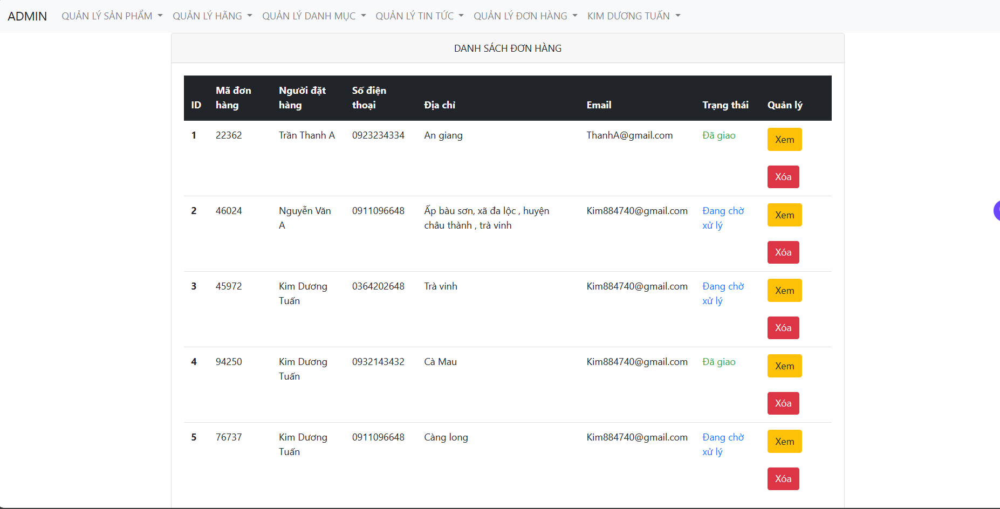 ADMIN QUẢN LÝ SẢN PHẨM QUẢN LÝ HÃNG QUẢN LÝ DANH MỤC QUẢN LÝ TIN TỨC QUẢN LÝ ĐƠN HÀNG KIM DƯƠNG TUẤN
DANH SÁCH ĐƠN HÀNG
ID Mã đơn hàng Người đặt hàng Số điện thoại Địa chỉ Email Trạng thái Quản lý
1 22362 Trần Thanh A 0923234334 An giang ThanhA@gmail.com Đã giao Xem
Xóa
2 46024 Nguyễn Văn 0911096648 Ấp bàu sơn, xã đa lộc , huyện Kim884740@gmail.com Đang chờ Xem
A châu thành , trà vinh xử lý
Xóa
3 45972 Kim Dương 0364202648 Trà vinh Kim884740@gmail.com Đang chờ Xem
Tuấn xử lý
Xóa
4 94250 Kim Dương 0932143432 Cà Mau Kim884740@gmail.com Đã giao Xem
Tuấn
Xóa
5 76737 Kim Dương 0911096648 Càng long Kim884740@gmail.com Đang chờ Xem
Tuấn xử lý
Xóa